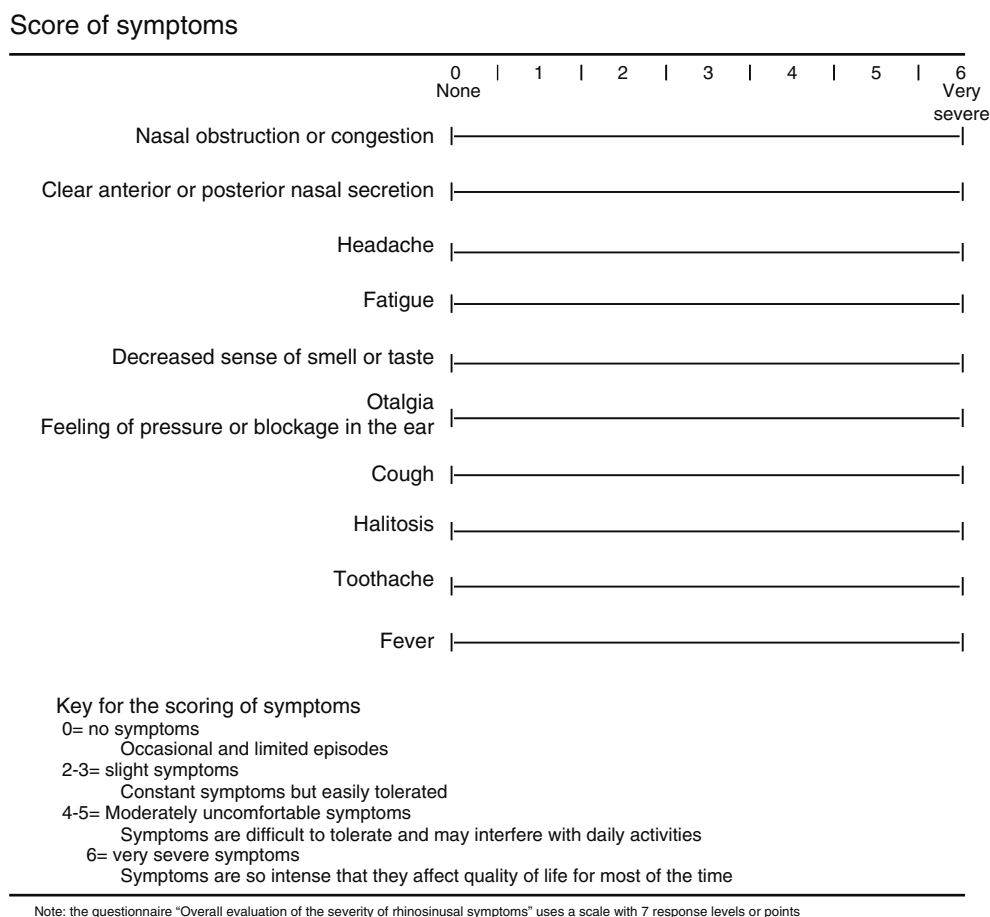 Score of symptoms
0 | 1 | 2 | 3 | 4 | 5 | 6
None Very
severe
Nasal obstruction or congestion
Clear anterior or posterior nasal secretion
Headache
Fatigue
Decreased sense of smell or taste
Otalgia
Feeling of pressure or blockage in the ear
Cough
Halitosis
Toothache
Fever
Key for the scoring of symptoms
0= no symptoms
Occasional and limited episodes
2-3= slight symptoms
Constant symptoms but easily tolerated
4-5= Moderately uncomfortable symptoms
Symptoms are difficult to tolerate and may interfere with daily activities
6= very severe symptoms
Symptoms are so intense that they affect quality of life for most of the time
Note: the questionnaire “Overall evaluation of the severity of rhinosinusal symptoms” uses a scale with 7 response levels or points